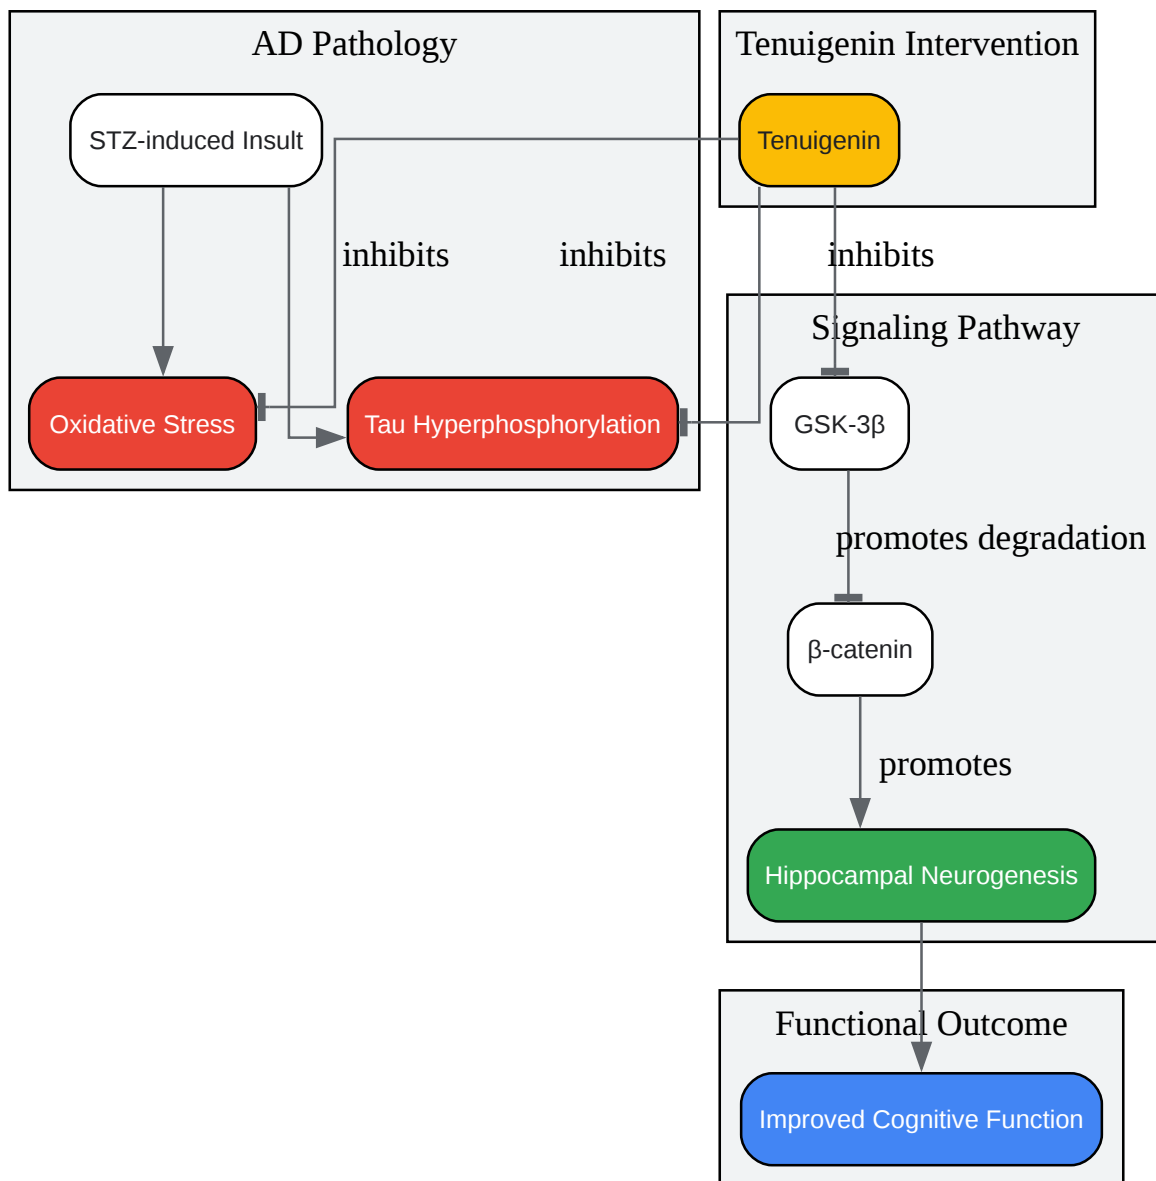 AD Pathology
Tenuigenin Intervention
STZ-induced Insult
Tenuigenin
inhibits
inhibits
inhibits
Signaling Pathway
Oxidative Stress
Tau Hyperphosphorylation
GSK-3β
promotes degradation
β-catenin
promotes
Hippocampal Neurogenesis
Functional Outcome
Improved Cognitive Function